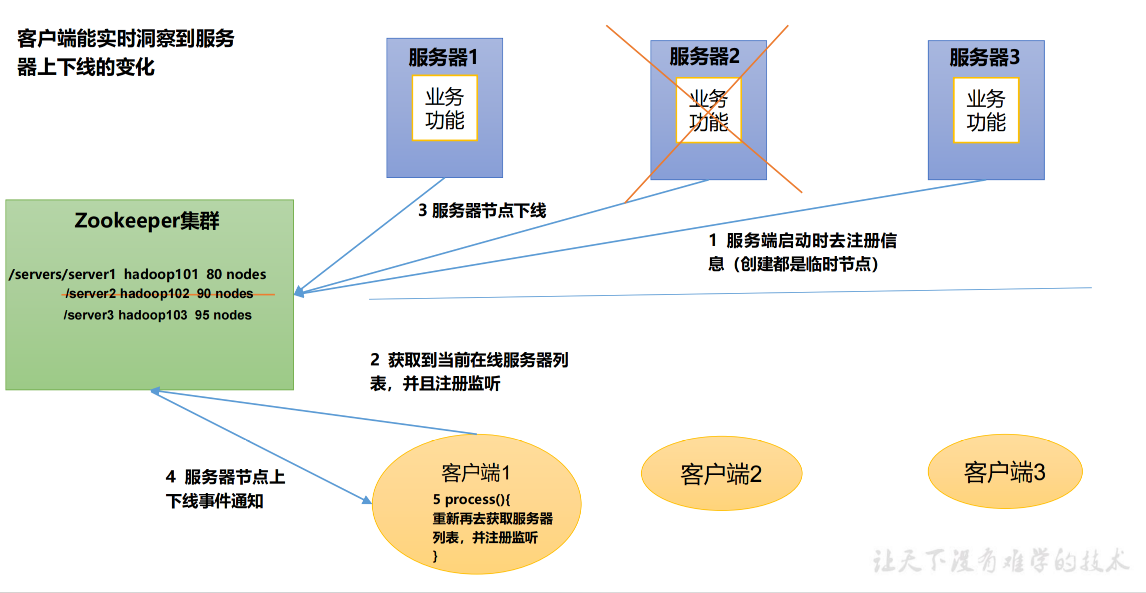 客户端能实时洞察到服务
器上下线的变化
服务器1
业务
功能
服务器2
业务
功能
服务器3
业务
功能
3 服务器节点下线
1 服务端启动时去注册信
息（创建都是临时节点）
Zookeeper集群
/servers/server1 hadoop101 80 nodes
/server2 hadoop102 90 nodes
/server3 hadoop103 95 nodes
2 获取到当前在线服务器列
表，并且注册监听
4 服务器节点上
下线事件通知
客户端1
5 process(){
重新再去获取服务器
列表，并注册监听
}
客户端2
客户端3
让天下没有难学的技术